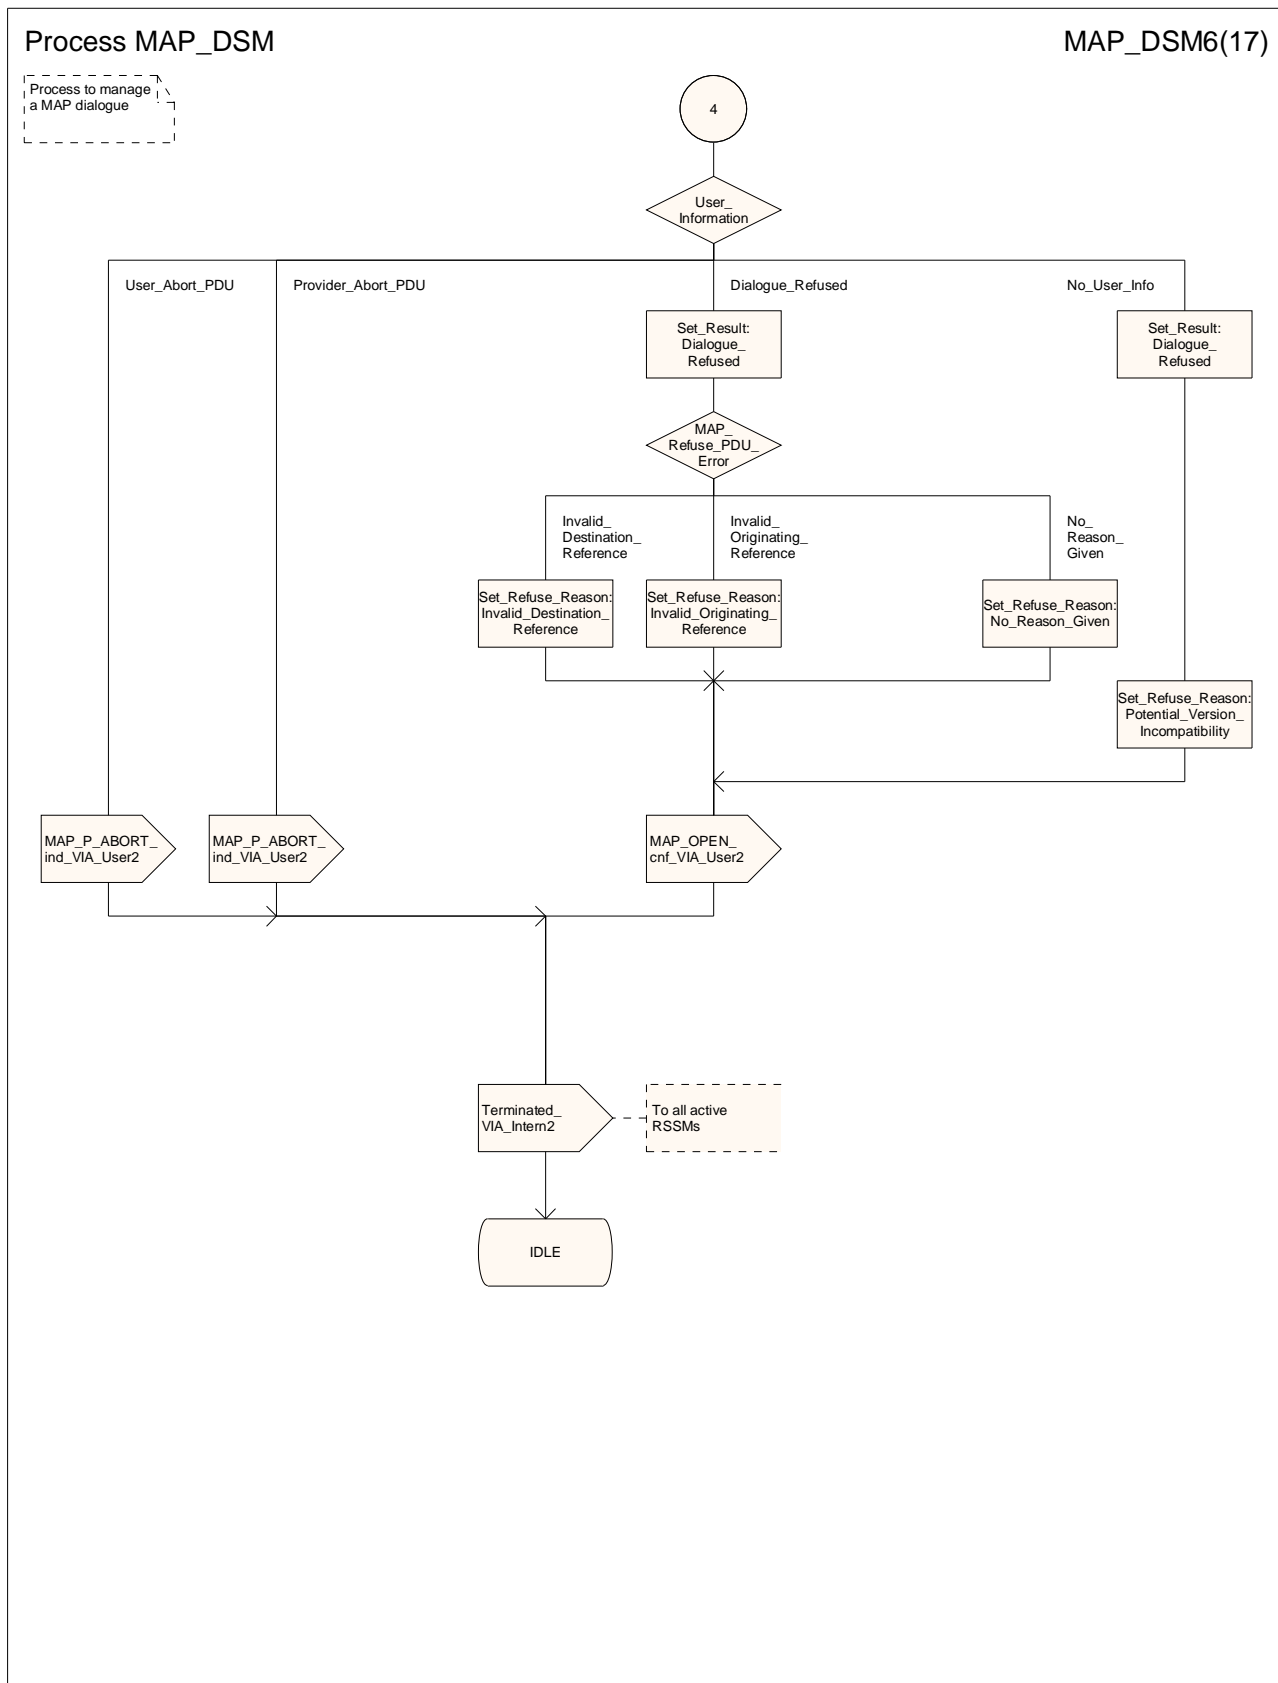 Process MAP_DSM
MAP_DSM6(17)
Process to manage
a MAP dialogue
4
User_
Information
User_Abort_PDU
Provider_Abort_PDU
Dialogue_Refused
No_User_Info
Set_Result:
Dialogue_
Refused
Set_Result:
Dialogue_
Refused
MAP_
Refuse_PDU_
Error
Invalid_
Destination_
Reference
Invalid_
Originating_
Reference
No_
Reason_
Given
Set_Refuse_Reason:
Invalid_Destination_
Reference
Set_Refuse_Reason:
Invalid_Originating_
Reference
Set_Refuse_Reason:
No_Reason_Given
Set_Refuse_Reason:
Potential_Version_
Incompatibility
MAP_P_ABORT_
ind_VIA_User2
MAP_P_ABORT_
ind_VIA_User2
MAP_OPEN_
cnf_VIA_User2
Terminated_
VIA_Intern2
To all active
RSSMs
IDLE